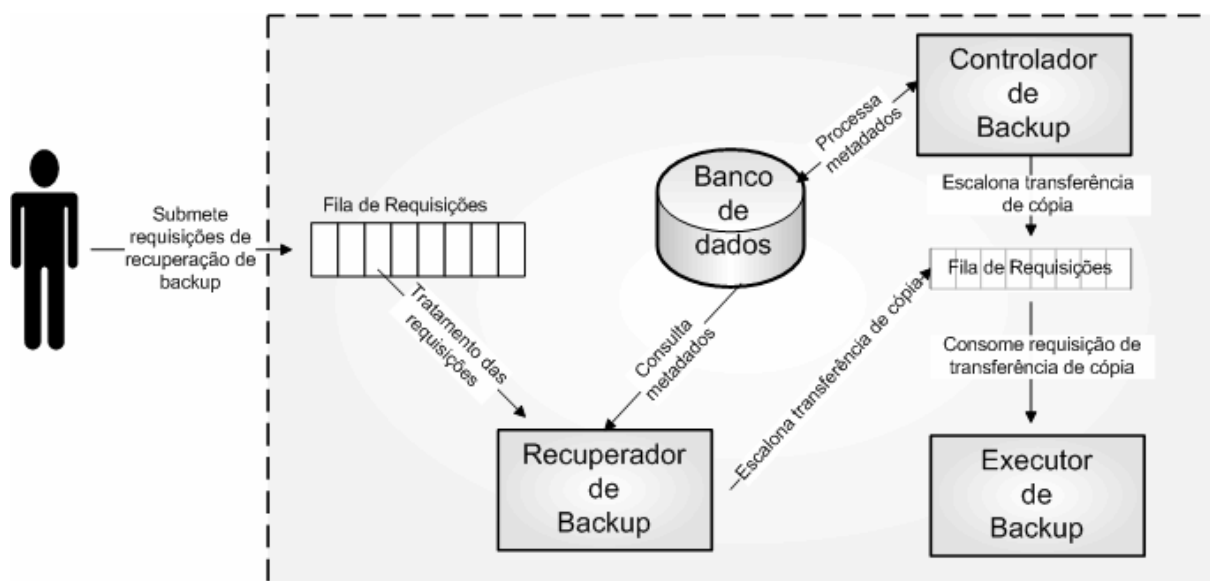 Submete
requisições de
recuperação de
backup
Fila de Requisições
Tratamento das
requisições
Banco
de
dados
Consulta
metadados
Processa
metadados
Controlador
de
Backup
Escalona transferência
de cópia
Fila de Requisições
Consome requisição de
transferência de cópia
Escalona transferência de cópia
Recuperador
de
Backup
Executor
de
Backup